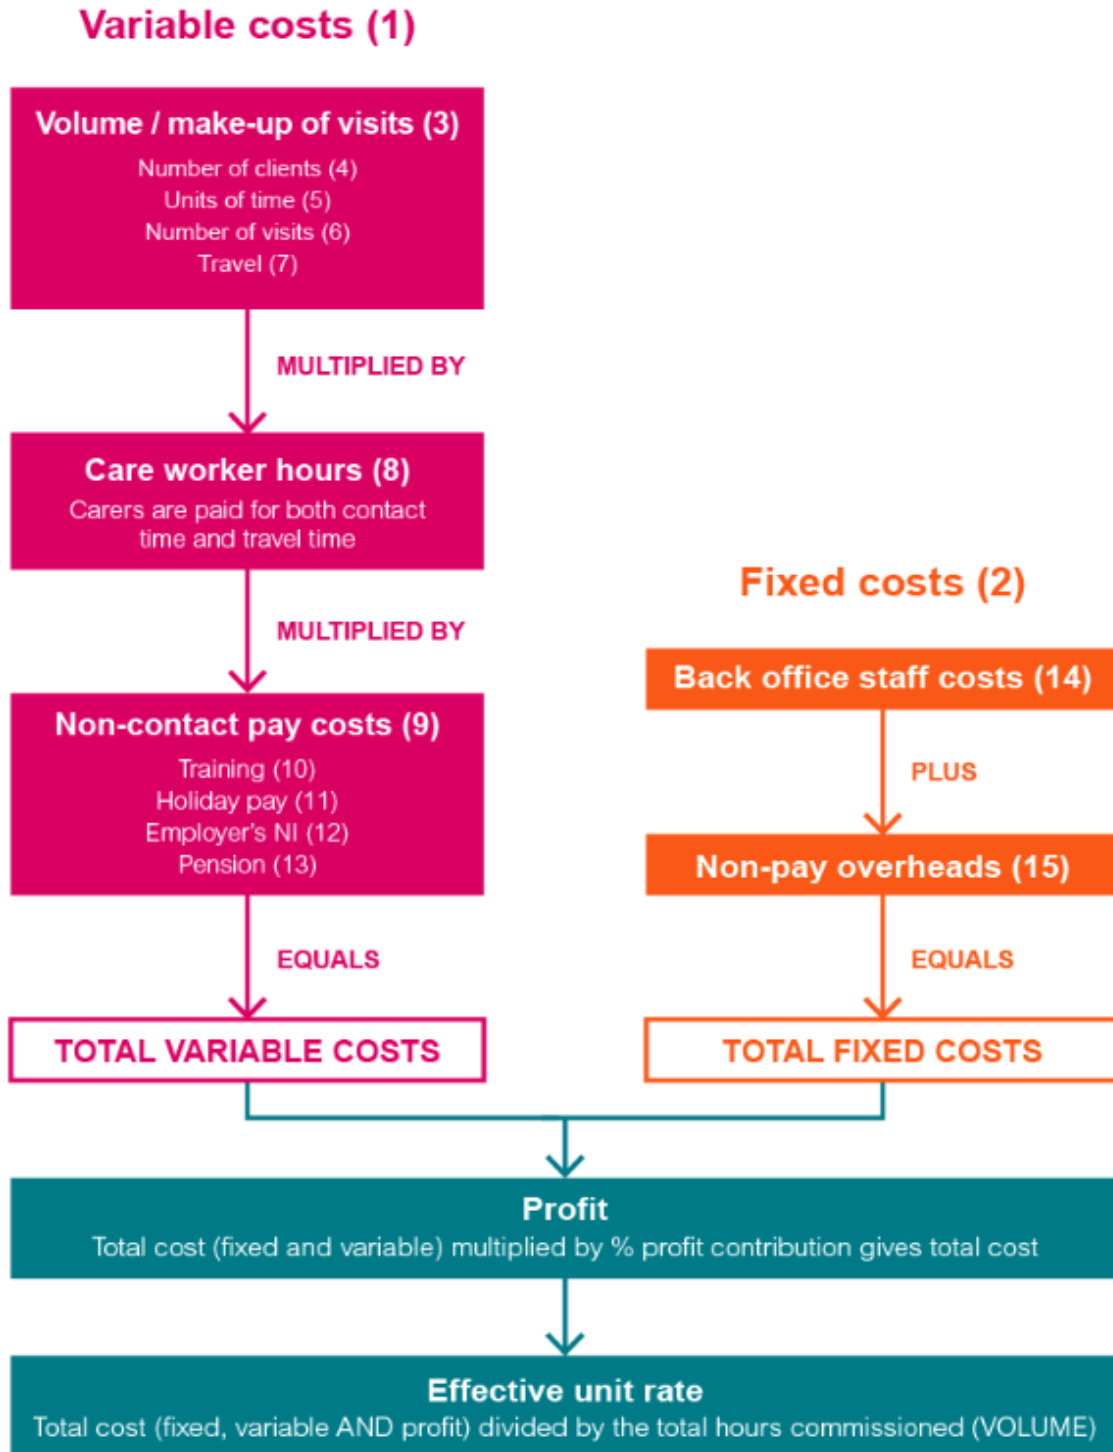 Variable costs (1)
Volume / make-up of visits (3)
Number of clients (4)
Units of time (5)
Number of visits (6)
Travel (7)
MULTIPLIED BY
Care worker hours (8)
Carers are paid for both contact
time and travel time
MULTIPLIED BY
Non-contact pay costs (9)
Training (10)
Holiday pay (11)
Employer's NI (12)
Pension (13)
EQUALS
TOTAL VARIABLE COSTS
Fixed costs (2)
Back office staff costs (14)
PLUS
Non-pay overheads (15)
EQUALS
TOTAL FIXED COSTS
Profit
Total cost (fixed and variable) multiplied by % profit contribution gives total cost
Effective unit rate
Total cost (fixed, variable AND profit) divided by the total hours commissioned (VOLUME)